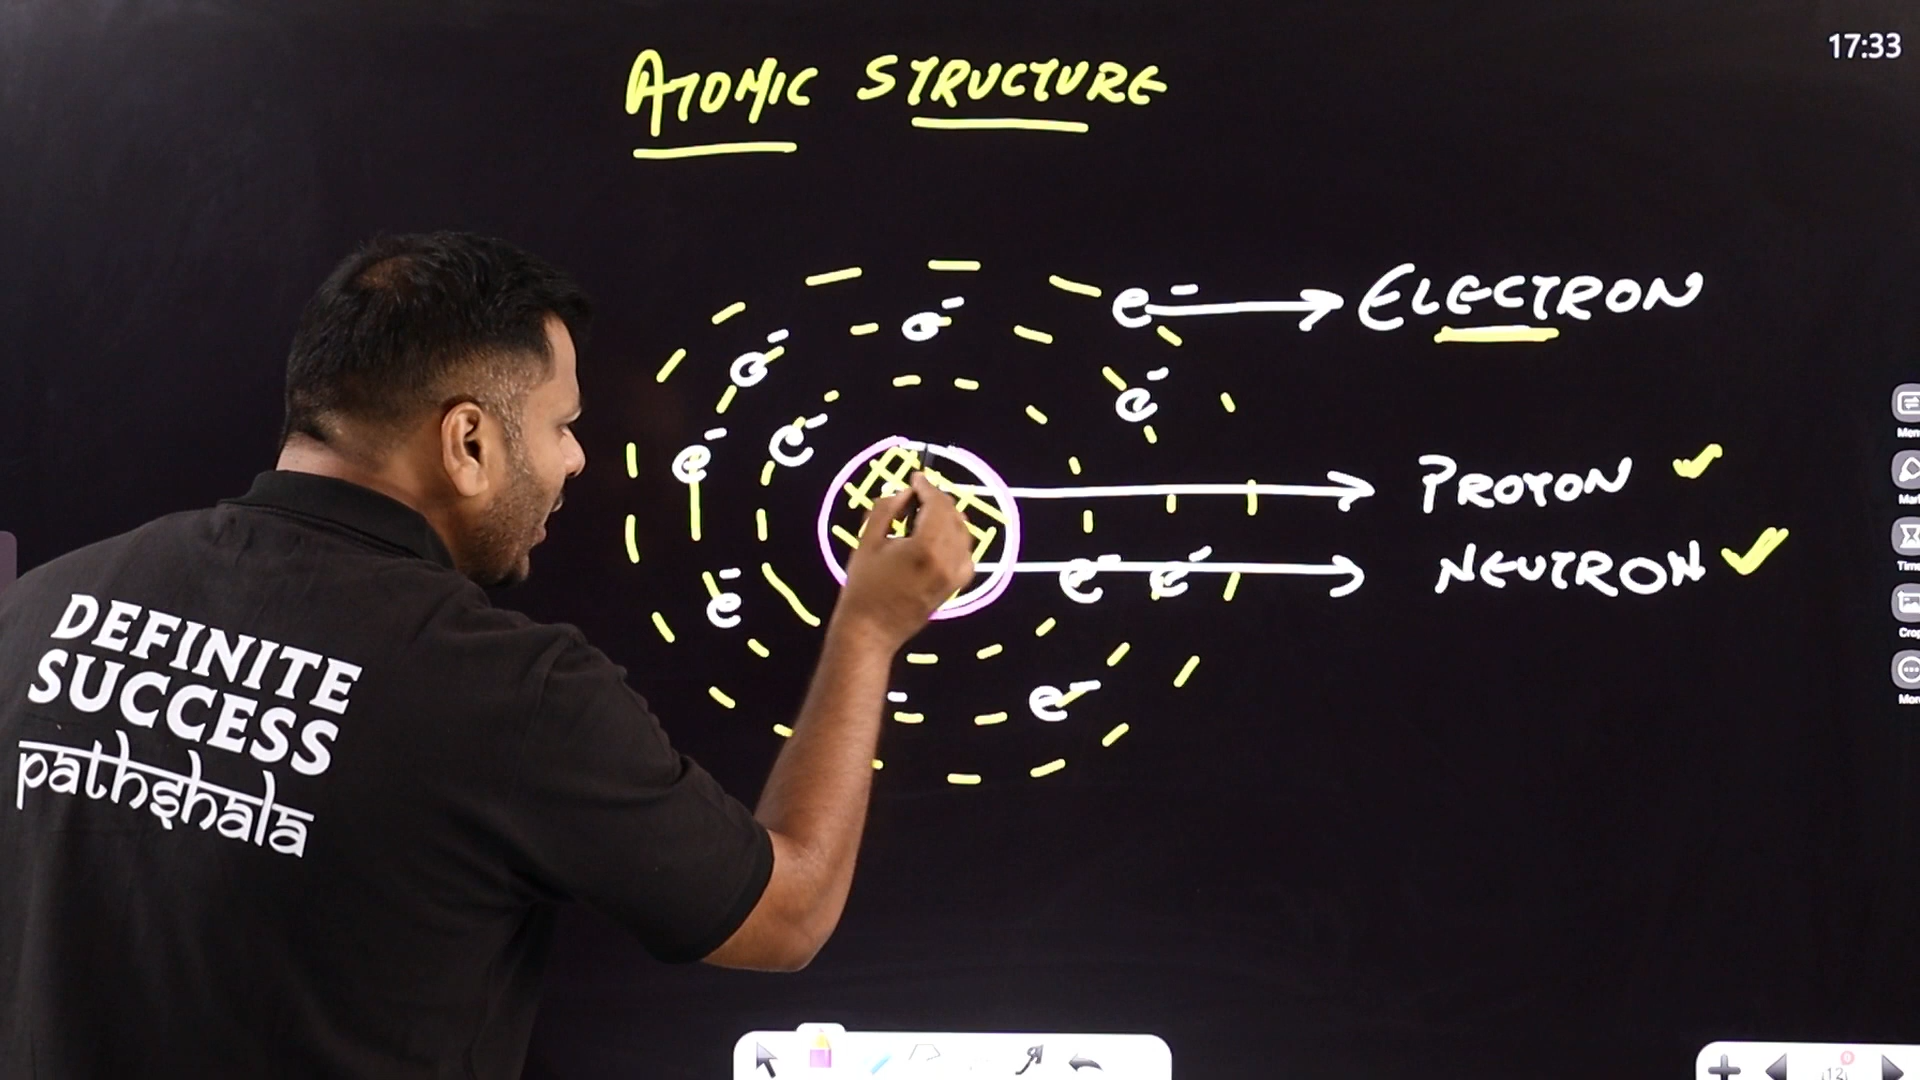 17:33
ATOMIC STRUCTURE
e⁻ ELECTRON
e⁻
e⁻
e⁻
e⁻
e⁻
PROTON ✓
NEUTRON ✓
e⁻ e⁻
e⁻
e⁻
DEFINITE
SUCCESS
pathshala